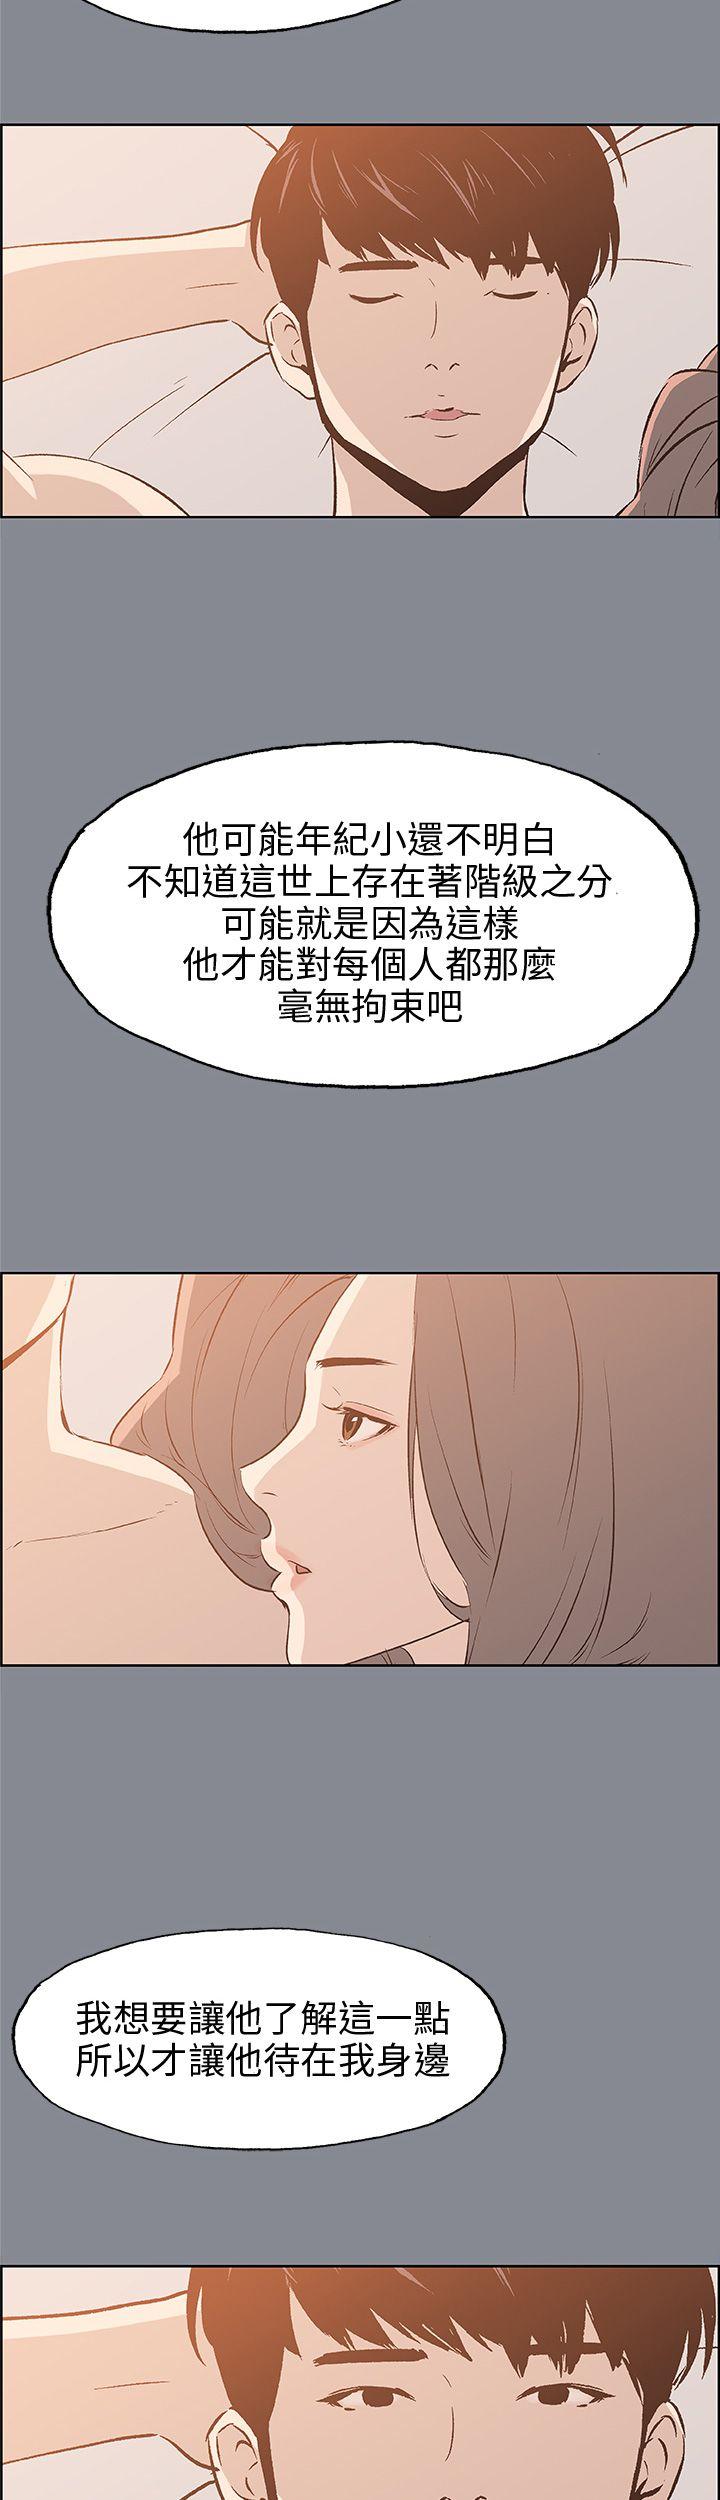 他可能年紀小還不明白
不知道這世上存在著階級之分
可能就是因為這樣
他才能對每個人都那麼
毫無拘束吧
我想要讓他了解這一點
所以才讓他待在我身邊